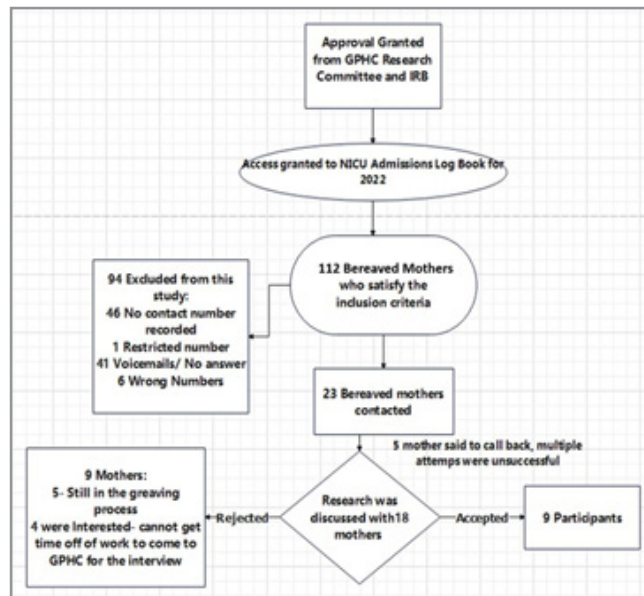 Approval Granted
from GPHC Research
Committee and IRB
Access granted to NICU Admissions Log Book for
2022
112 Bereaved Mothers
who satisfy the
inclusion criteria
94 Excluded from this
study:
46 No contact number
recorded
1 Restricted number
41 Voicemails/ No answer
6 Wrong Numbers
23 Bereaved mothers
contacted
5 mother said to call back, multiple
attemps were unsuccessful
Research was
discussed with18
mothers
Rejected
Accepted
9 Mothers:
5- Still in the greaving
process
4 were Interested- cannot get
time off of work to come to
GPHC for the interview
9 Participants